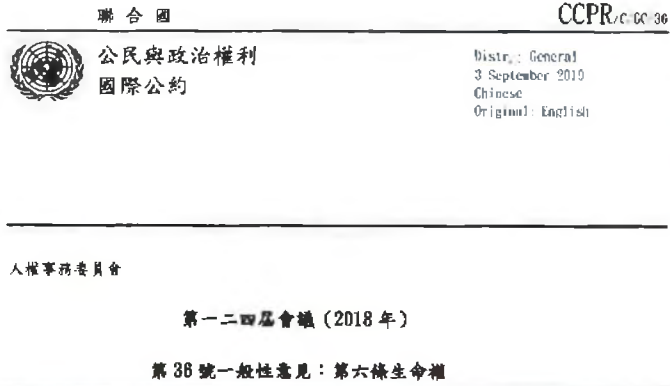 聯合國
CCPR/C/GC/36
公民與政治權利
國際公約
Distr.: General
3 September 2019
Chinese
Original: English
人權事務委員會
第一二四屆會議（2018 年）
第 36 號一般性意見：第六條生命權